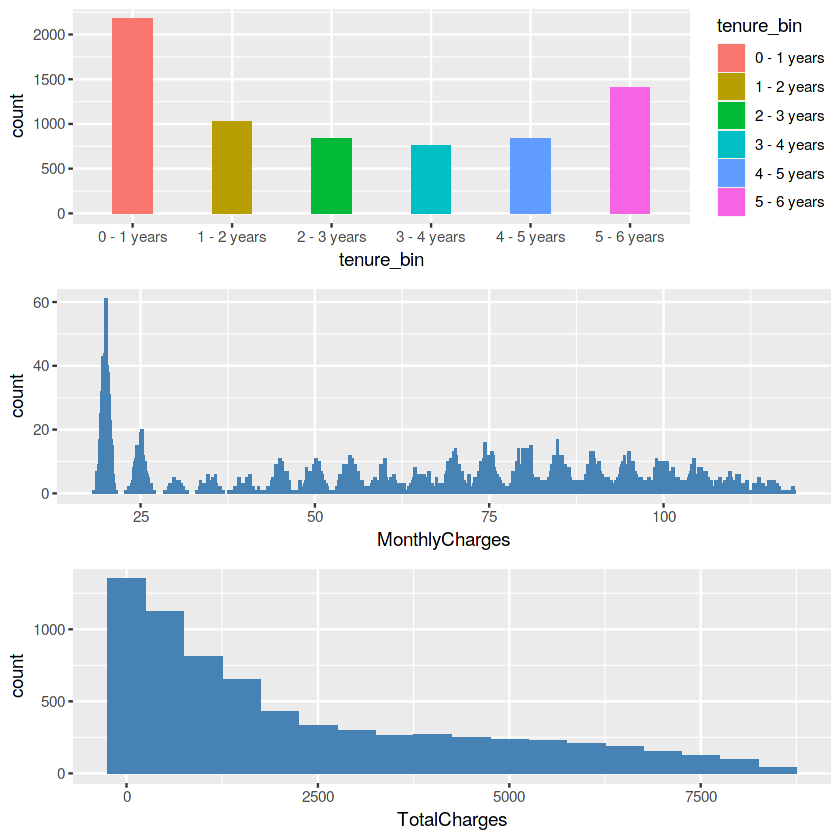 tenure_bin
0 - 1 years
1 - 2 years
2 - 3 years
3 - 4 years
4 - 5 years
5 - 6 years
count
2000
1500
1000
500
0
0 - 1 years 1 - 2 years 2 - 3 years 3 - 4 years 4 - 5 years 5 - 6 years
tenure_bin
count
60
40
20
0
25 50 75 100
MonthlyCharges
count
1000
500
0
0 2500 5000 7500
TotalCharges